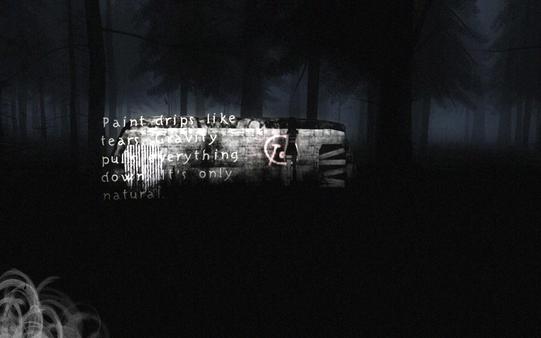 Paint drips like
tears. Gravity
pulls everything
down. It's only
natural.